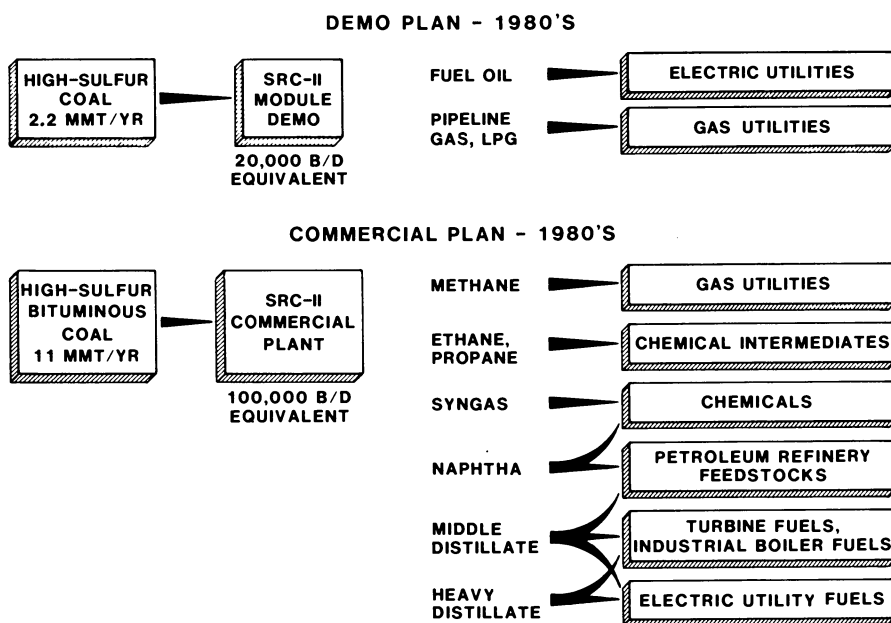 DEMO PLAN - 1980'S
HIGH-SULFUR
COAL
2.2 MMT/YR
SRC-II
MODULE
DEMO
20,000 B/D
EQUIVALENT
FUEL OIL
ELECTRIC UTILITIES
PIPELINE
GAS, LPG
GAS UTILITIES
COMMERCIAL PLAN - 1980'S
HIGH-SULFUR
BITUMINOUS
COAL
11 MMT/YR
SRC-II
COMMERCIAL
PLANT
100,000 B/D
EQUIVALENT
METHANE
GAS UTILITIES
ETHANE,
PROPANE
CHEMICAL INTERMEDIATES
SYNGAS
CHEMICALS
NAPHTHA
PETROLEUM REFINERY
FEEDSTOCKS
MIDDLE
DISTILLATE
TURBINE FUELS,
INDUSTRIAL BOILER FUELS
HEAVY
DISTILLATE
ELECTRIC UTILITY FUELS